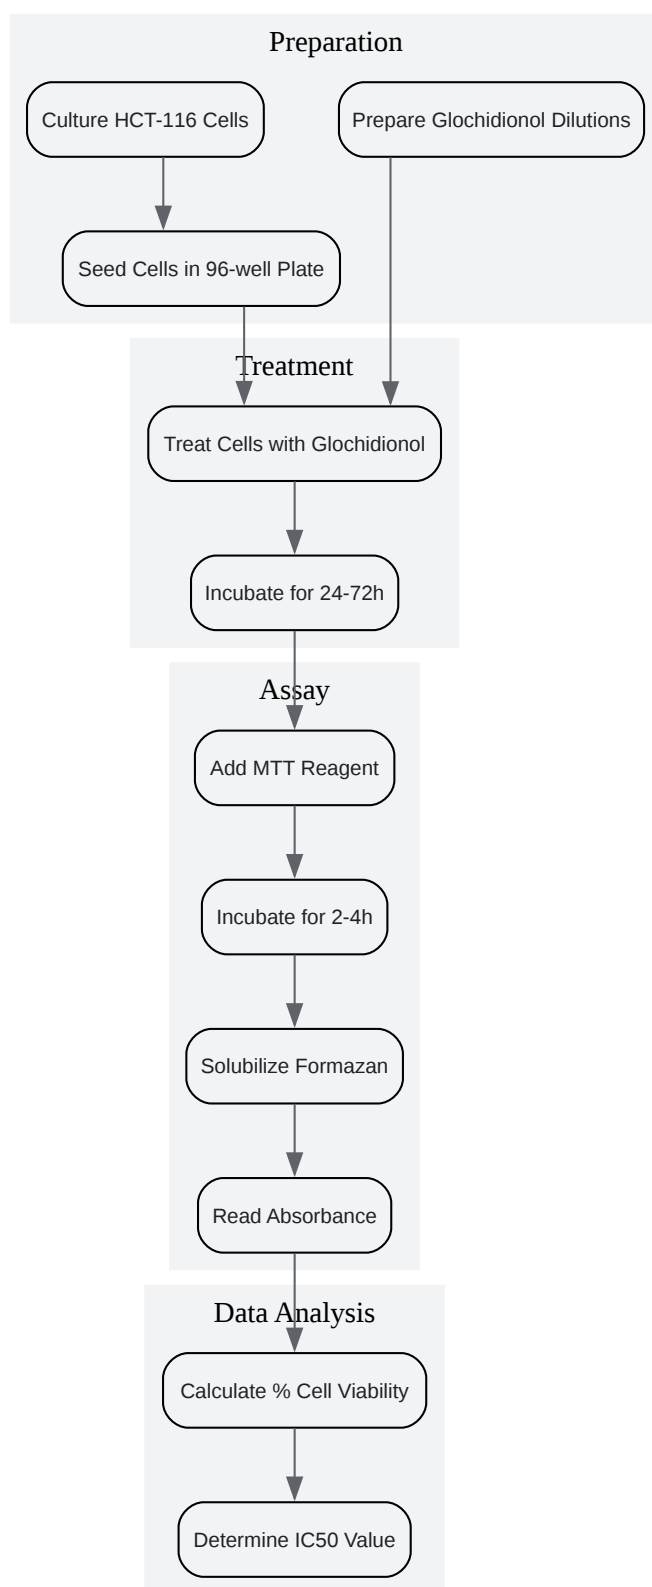 Preparation
Culture HCT-116 Cells
Prepare Glochidionol Dilutions
Seed Cells in 96-well Plate
Treatment
Treat Cells with Glochidionol
Incubate for 24-72h
Assay
Add MTT Reagent
Incubate for 2-4h
Solubilize Formazan
Read Absorbance
Data Analysis
Calculate % Cell Viability
Determine IC50 Value